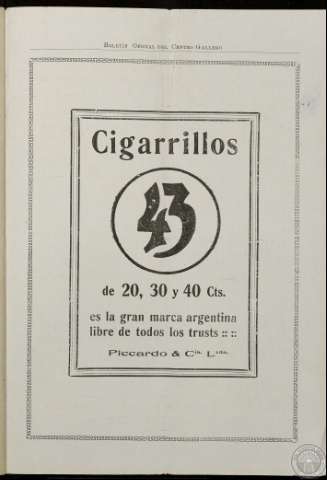 Boletín Oficial del Centro Gallego
Cigarrillos
43
de 20, 30 y 40 Cts.
es la gran marca argentina
libre de todos los trusts :: ::
Piccardo & Cía. Ltda.